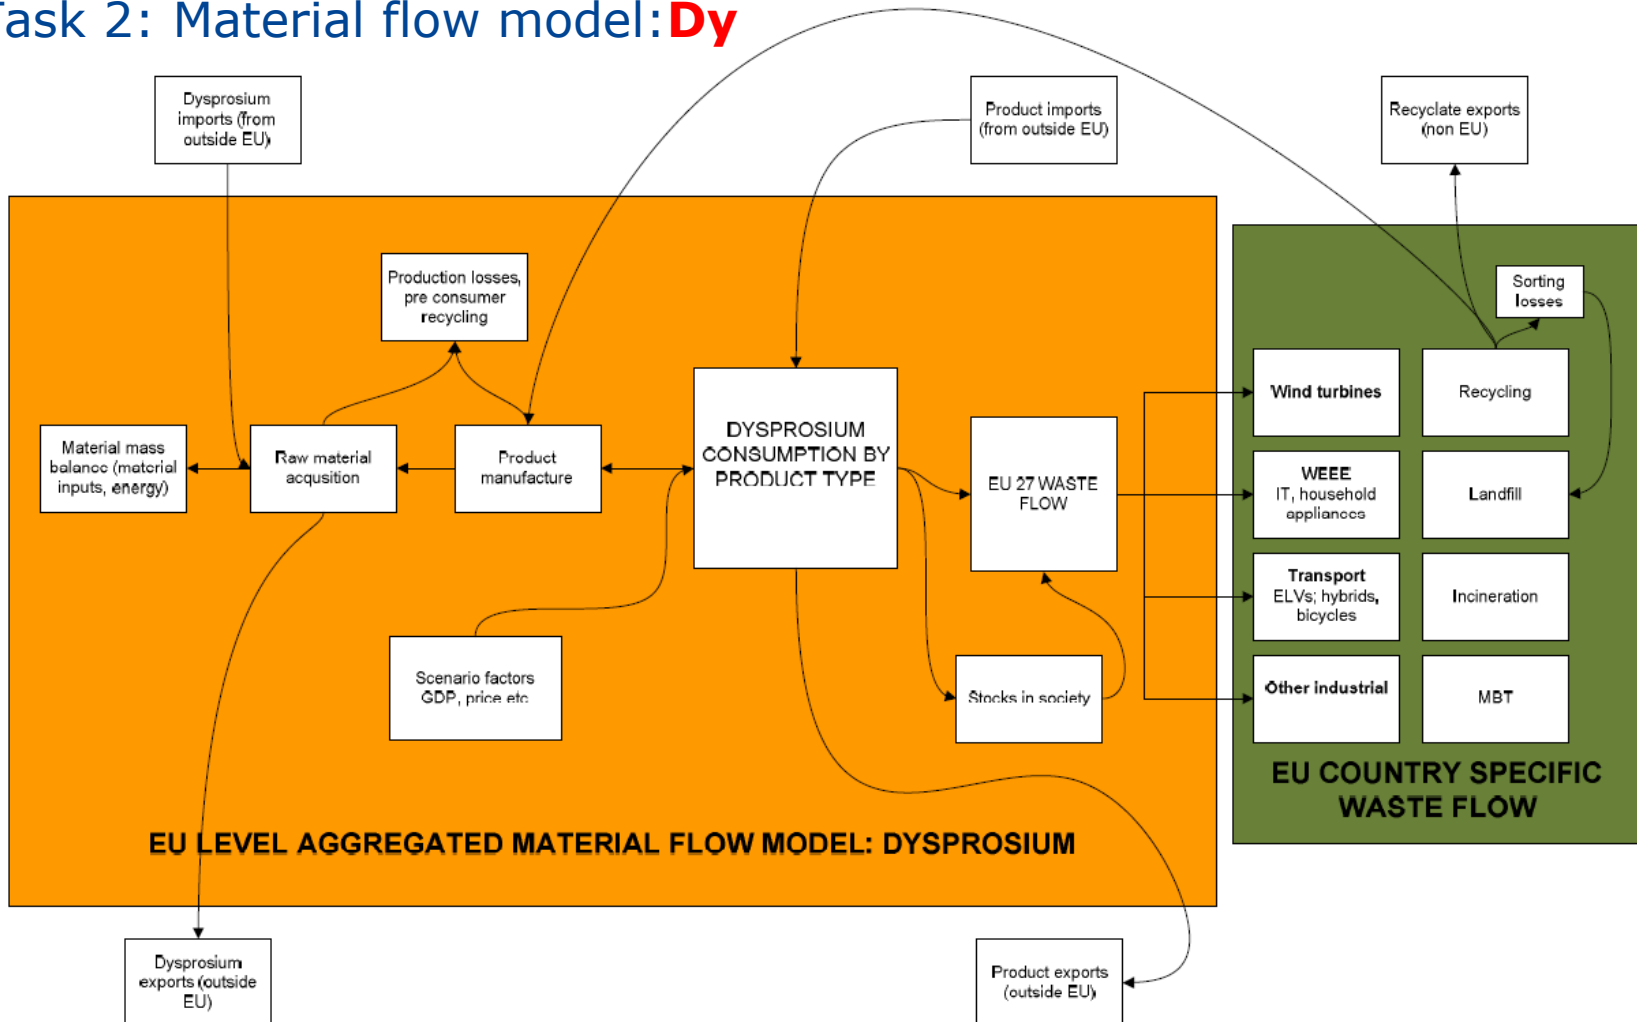 Task 2: Material flow model:Dy
Dysprosium
imports (from
outside EU)
Product imports
(from outside EU)
Recyclate exports
(non EU)
Production losses,
pre consumer
recycling
Sorting
losses
Material mass
balance (material
inputs, energy)
Raw material
acqusition
Product
manufacture
DYSPROSIUM
CONSUMPTION BY
PRODUCT TYPE
EU 27 WASTE
FLOW
Wind turbines
Recycling
WEEE
IT, household
appliances
Landfill
Transport
ELVs; hybrids,
bicycles
Incineration
Scenario factors
GDP, price etc
Stocks in society
Other industrial
MBT
EU COUNTRY SPECIFIC
WASTE FLOW
EU LEVEL AGGREGATED MATERIAL FLOW MODEL: DYSPROSIUM
Dysprosium
exports (outside
EU)
Product exports
(outside EU)